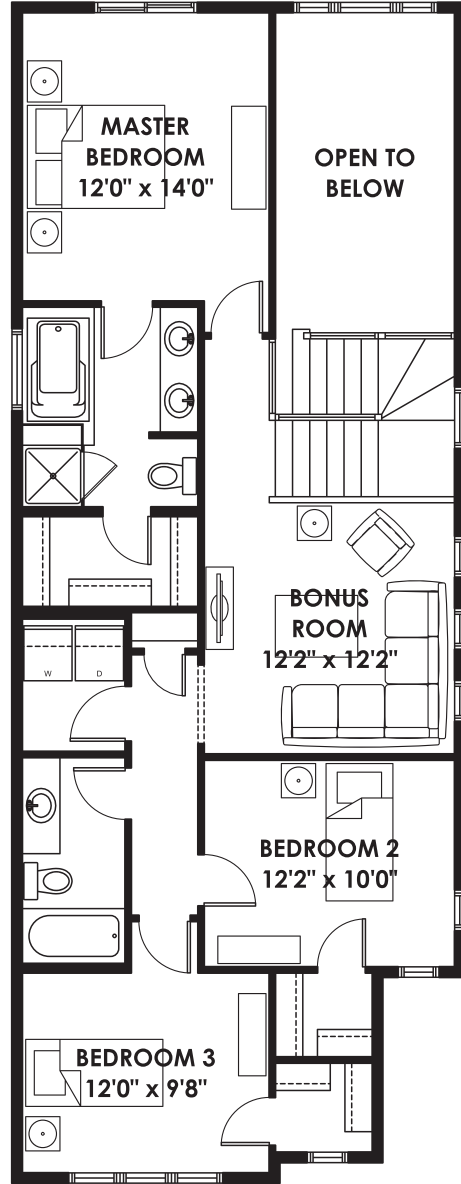 MASTER
BEDROOM
12'0" x 14'0"
OPEN TO
BELOW
BONUS
ROOM
12'2" x 12'2"
W
D
BEDROOM 2
12'2" x 10'0"
BEDROOM 3
12'0" x 9'8"